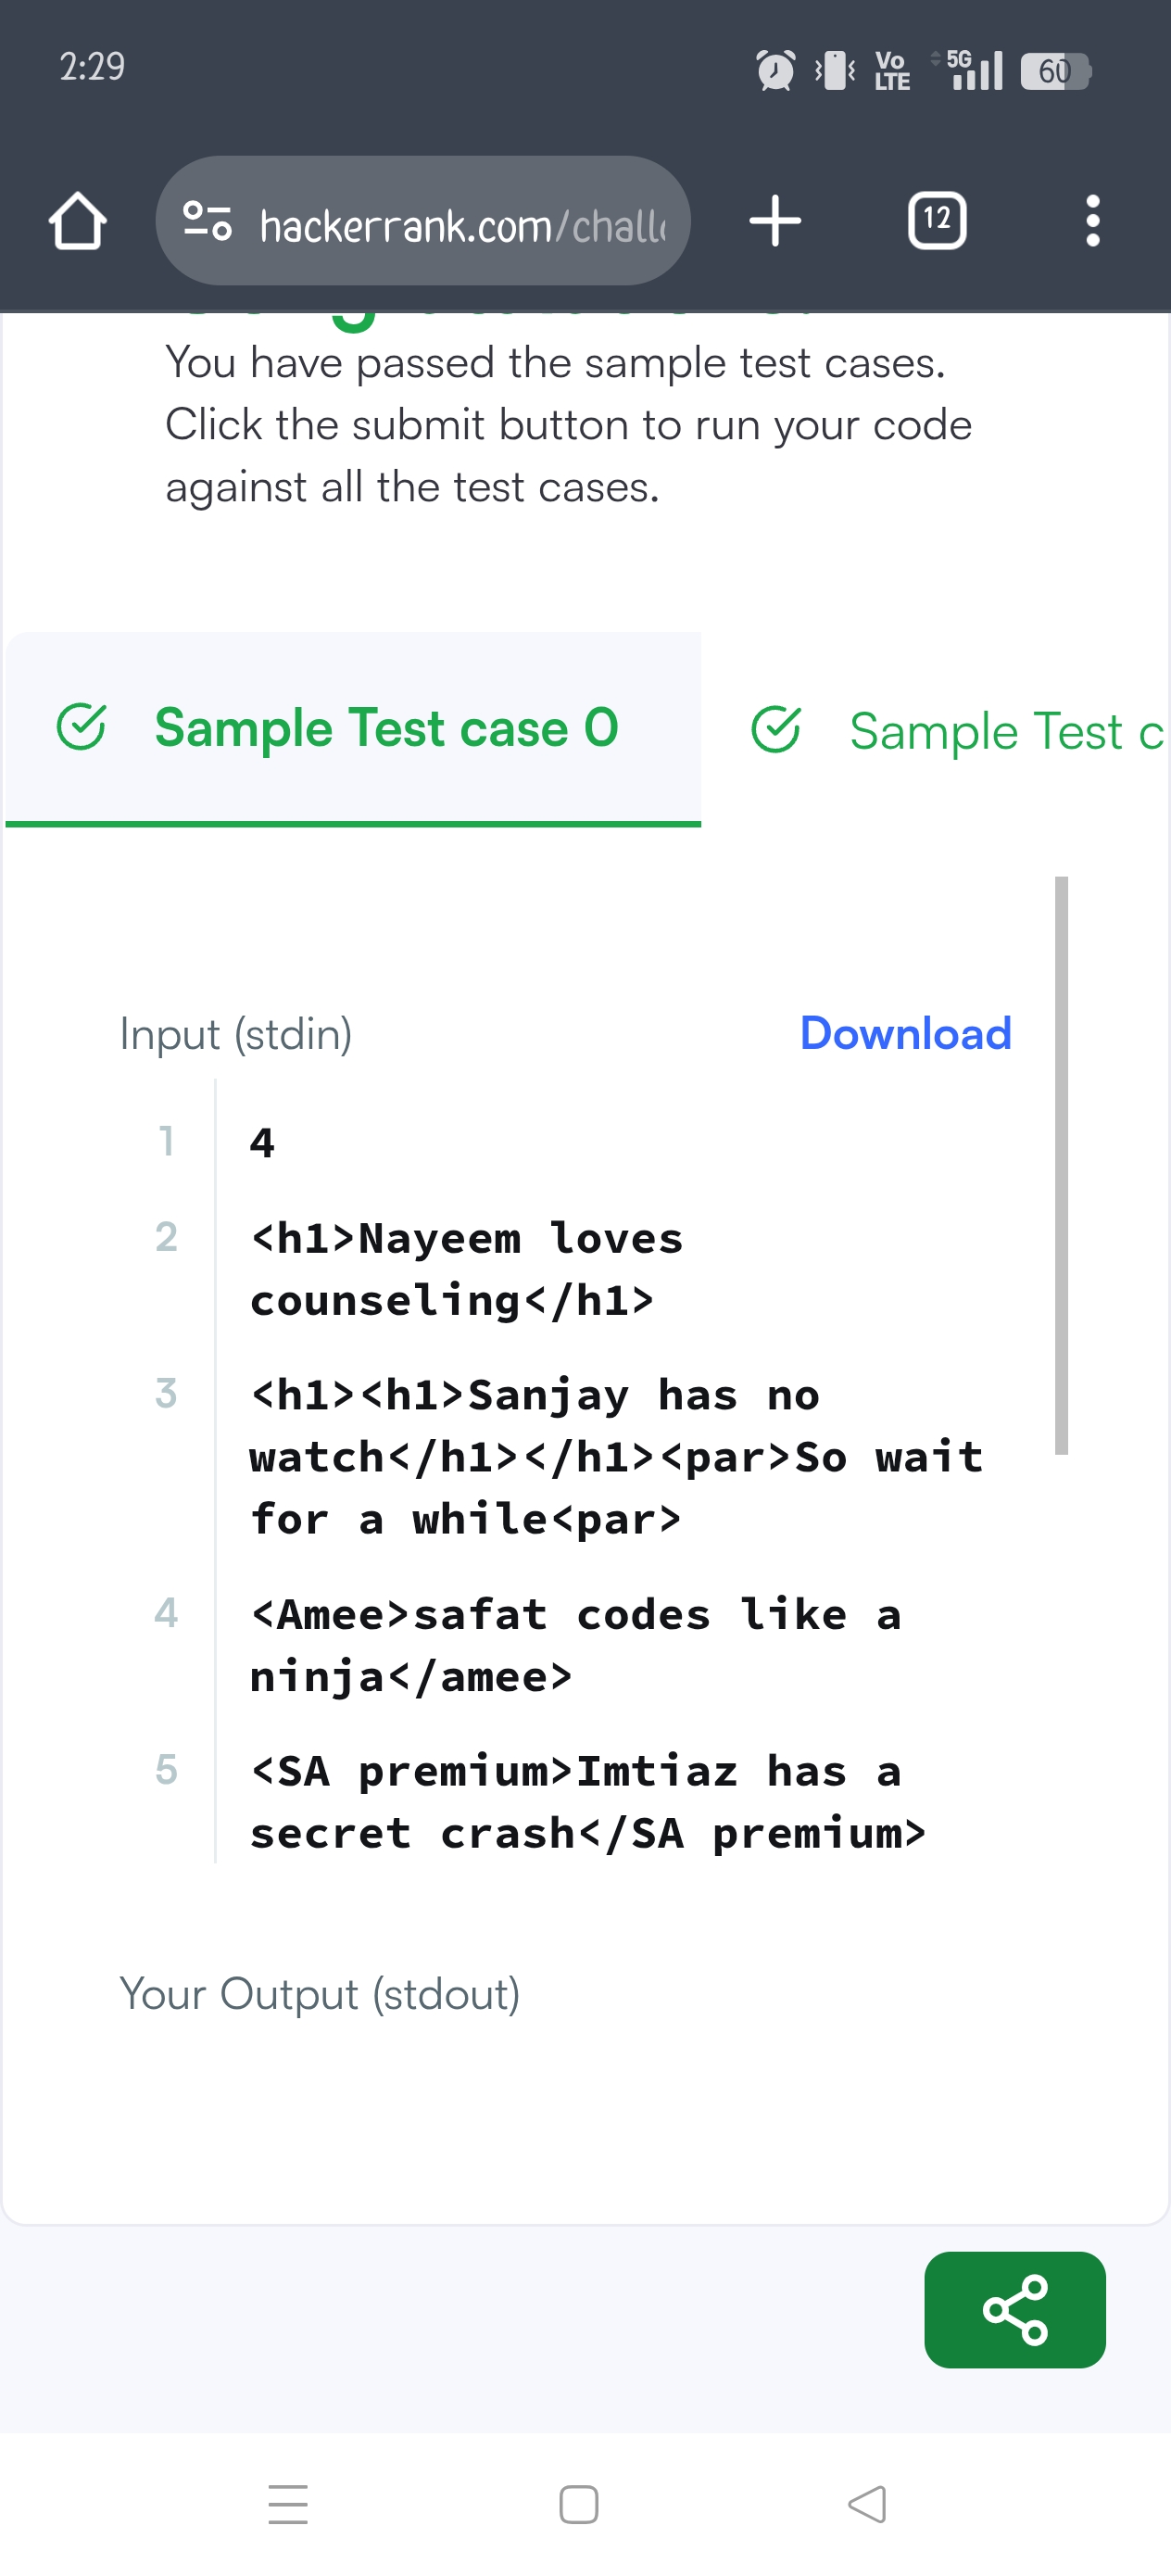 2:29
Vo
LTE
5G
60
hackerrank.com/chall
12
You have passed the sample test cases.
Click the submit button to run your code
against all the test cases.
Sample Test case 0
Sample Test c
Input (stdin)
Download
1 4
2 <h1>Nayeem loves
counseling</h1>
3 <h1><h1>Sanjay has no
watch</h1></h1><par>So wait
for a while<par>
4 <Amee>safat codes like a
ninja</amee>
5 <SA premium>Imtiaz has a
secret crash</SA premium>
Your Output (stdout)